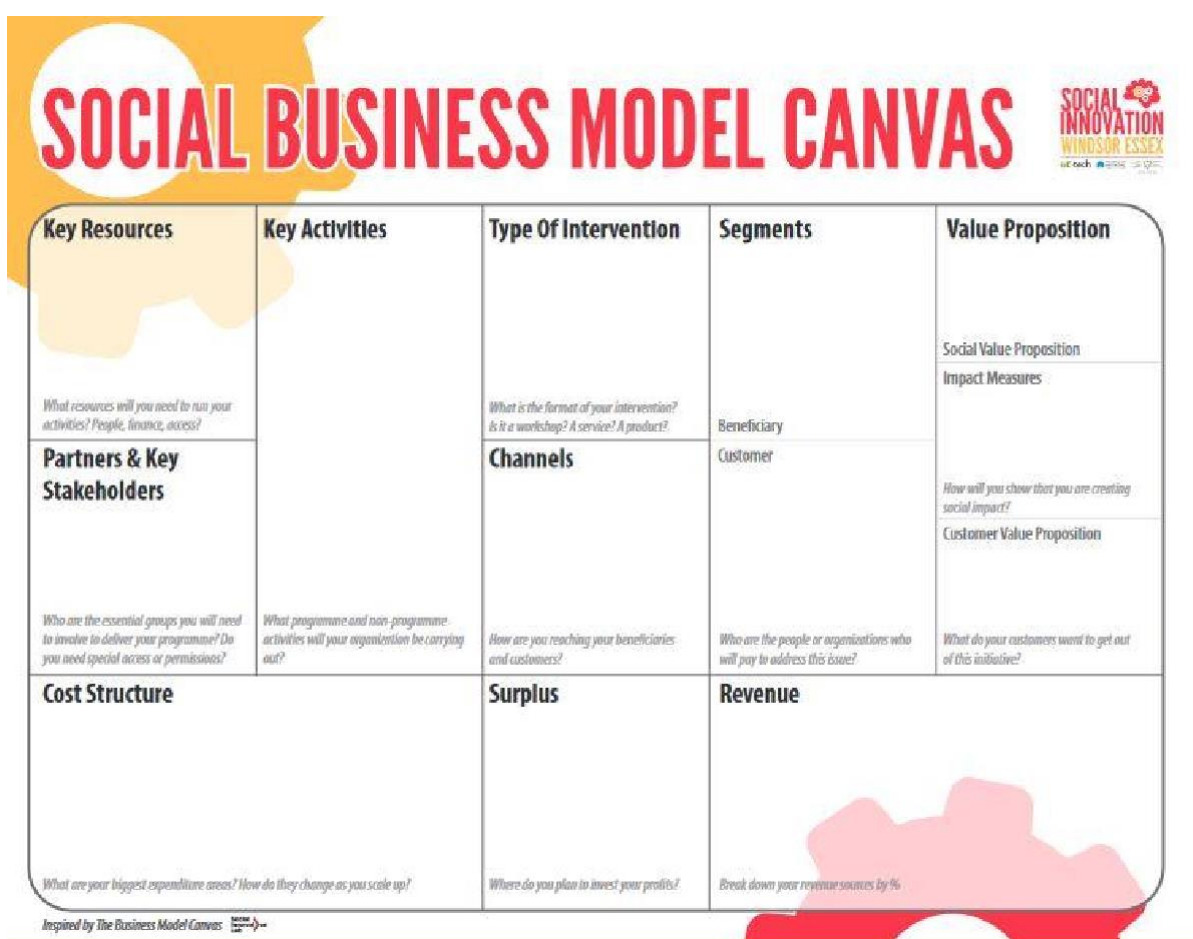 SOCIAL BUSINESS MODEL CANVAS
SOCIAL
INNOVATION
WINDSOR ESSEX
Key Resources
What resources will you need to run your
activities? People, finance, access?
Partners & Key
Stakeholders
Who are the essential groups you will need
to involve to deliver your programme? Do
you need special access or permissions?
Key Activities
What programme and non-programme
activities will your organization be carrying
out?
Type Of Intervention
What is the format of your intervention?
Is it a workshop? A service? A product?
Channels
How are you reaching your beneficiaries
and customers?
Segments
Beneficiary
Customer
Who are the people or organizations who
will pay to address this issue?
Value Proposition
Social Value Proposition
Impact Measures
How will you show that you are creating
social impact?
Customer Value Proposition
What do your customers want to get out
of this initiative?
Cost Structure
What are your biggest expenditure areas? How do they change as you scale up?
Surplus
Where do you plan to invest your profits?
Revenue
Break down your revenue sources by %
Inspired by The Business Model Canvas